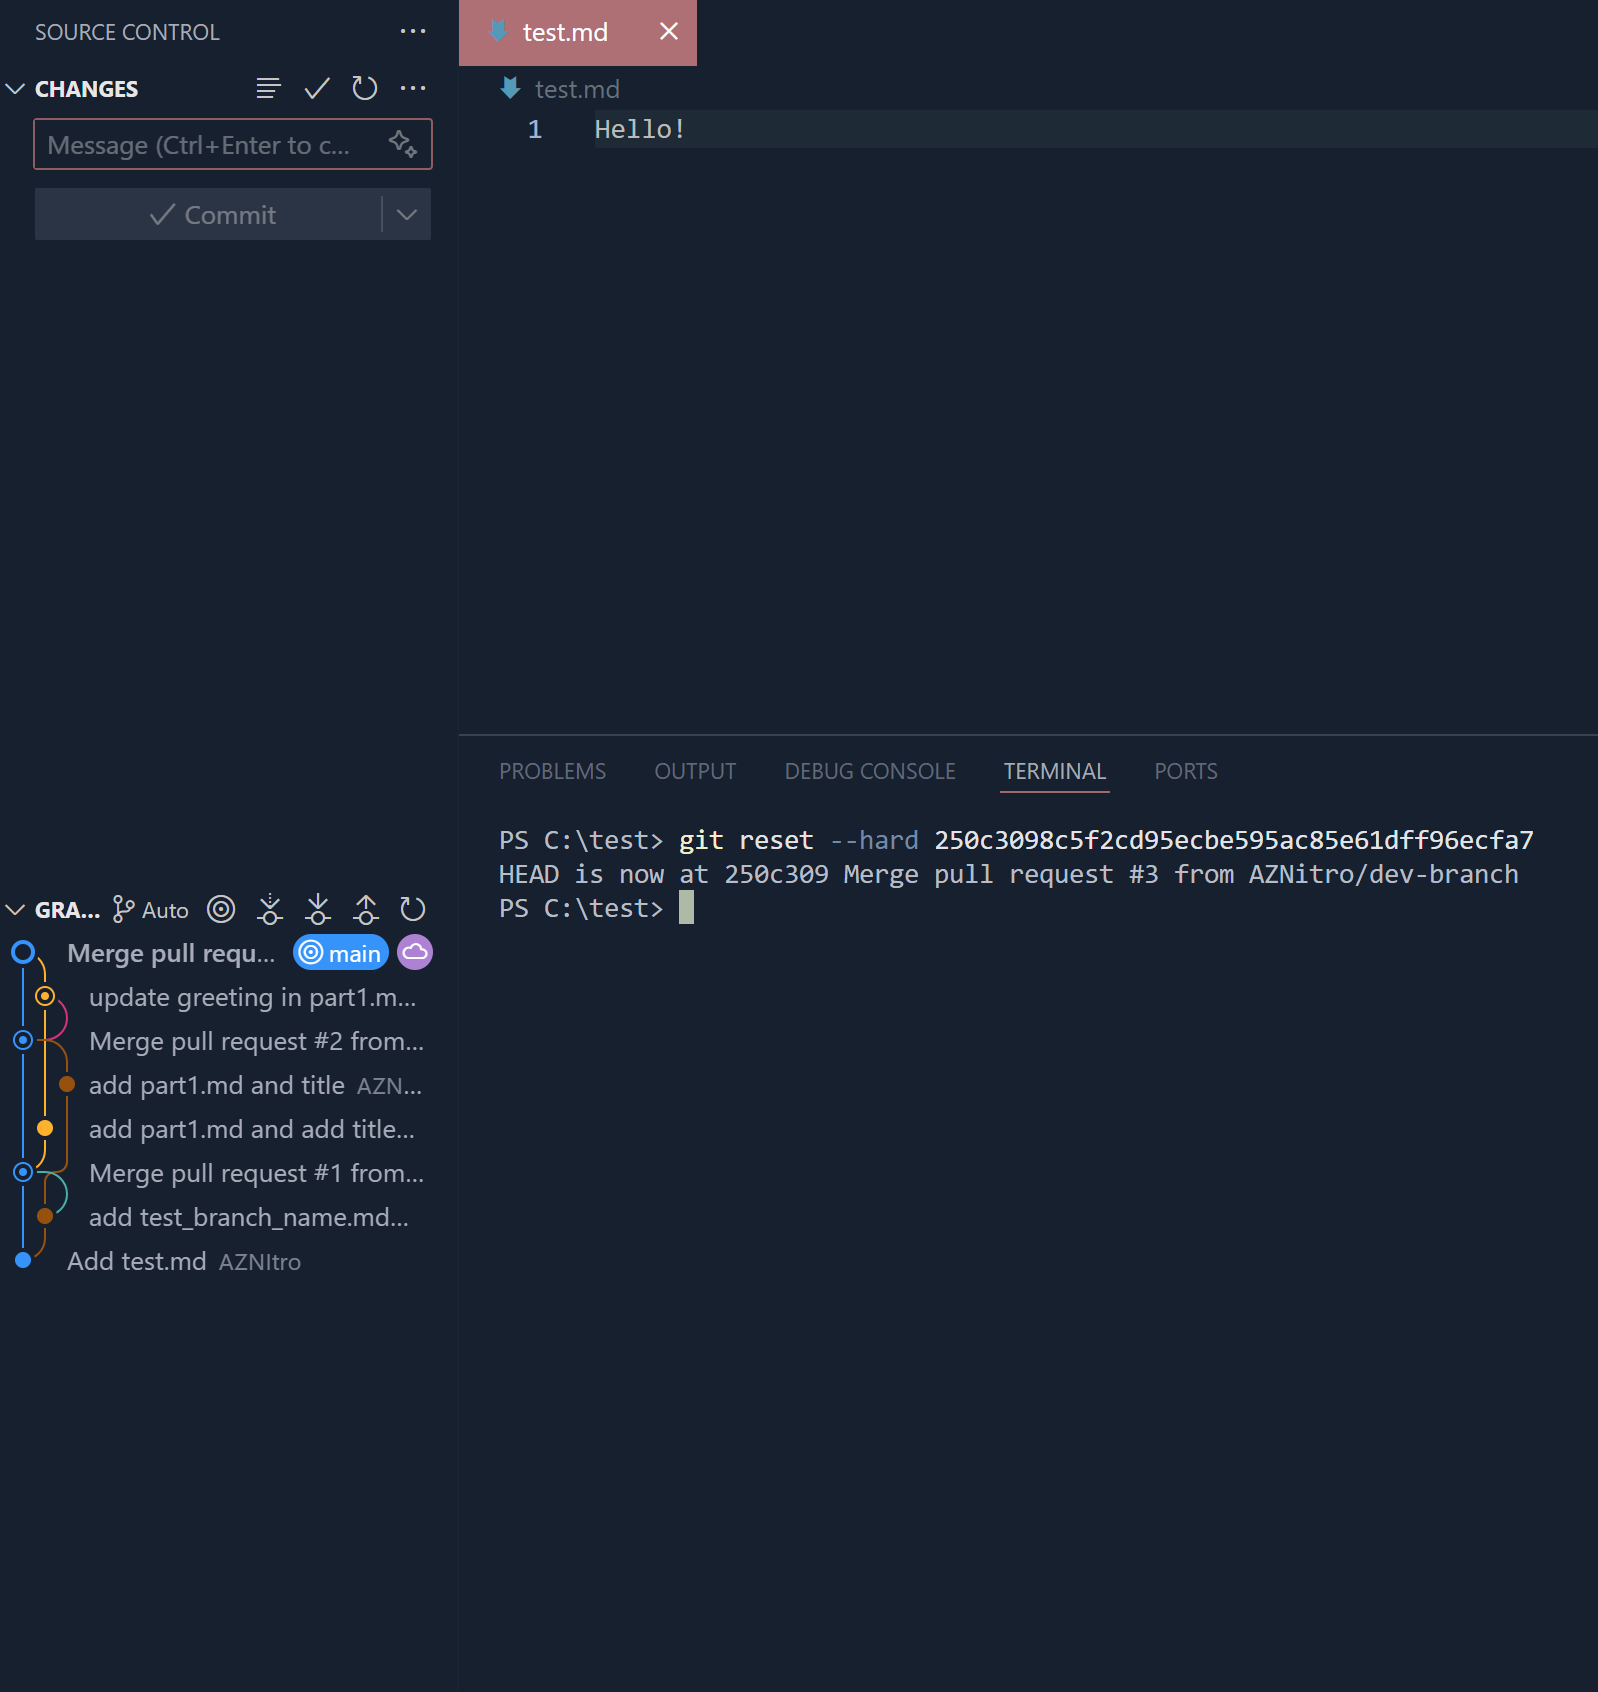 SOURCE CONTROL
CHANGES
Message (Ctrl+Enter to c...
Commit
test.md
test.md
1 Hello!
PROBLEMS OUTPUT DEBUG CONSOLE TERMINAL PORTS
PS C:\test> git reset --hard 250c3098c5f2cd95ecbe595ac85e61dff96ecfa7
HEAD is now at 250c309 Merge pull request #3 from AZNitro/dev-branch
PS C:\test>
GRA... Auto
Merge pull requ... main
update greeting in part1.m...
Merge pull request #2 from...
add part1.md and title AZN...
add part1.md and add title...
Merge pull request #1 from...
add test_branch_name.md...
Add test.md AZNItro